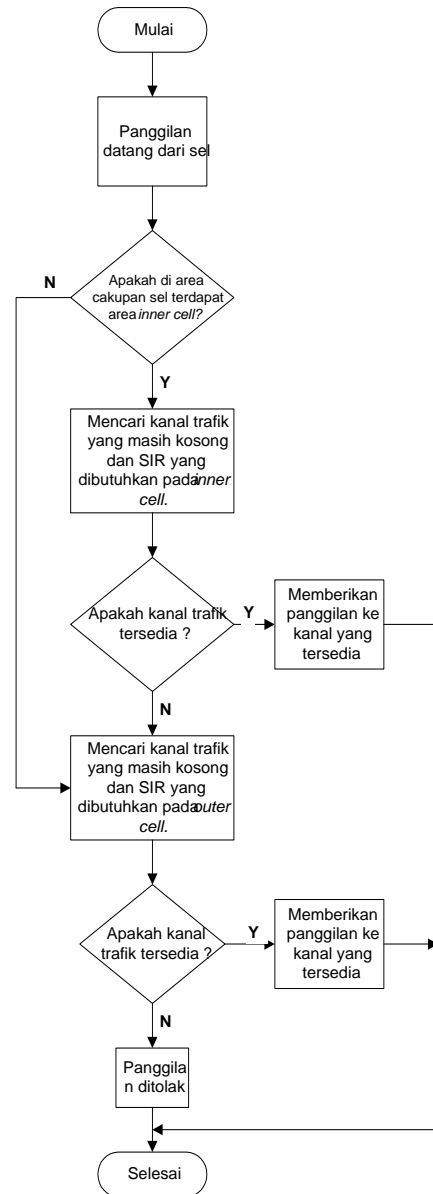 Mulai
Panggilan
datang dari sel
N
Apakah di area
cakupan sel terdapat
area inner cell?
Y
Mencari kanal trafik
yang masih kosong
dan SIR yang
dibutuhkan pada inner
cell.
Apakah kanal trafik
tersedia ?
Y
Memberikan
panggilan ke
kanal yang
tersedia
N
Mencari kanal trafik
yang masih kosong
dan SIR yang
dibutuhkan pada outer
cell.
Apakah kanal
trafik tersedia ?
Y
Memberikan
panggilan ke
kanal yang
tersedia
N
Panggila
n ditolak
Selesai